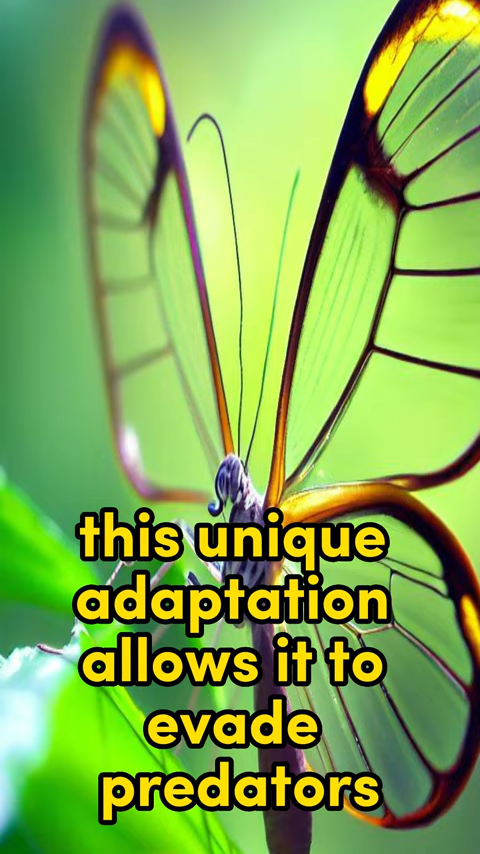 this unique
adaptation
allows it to
evade
predators